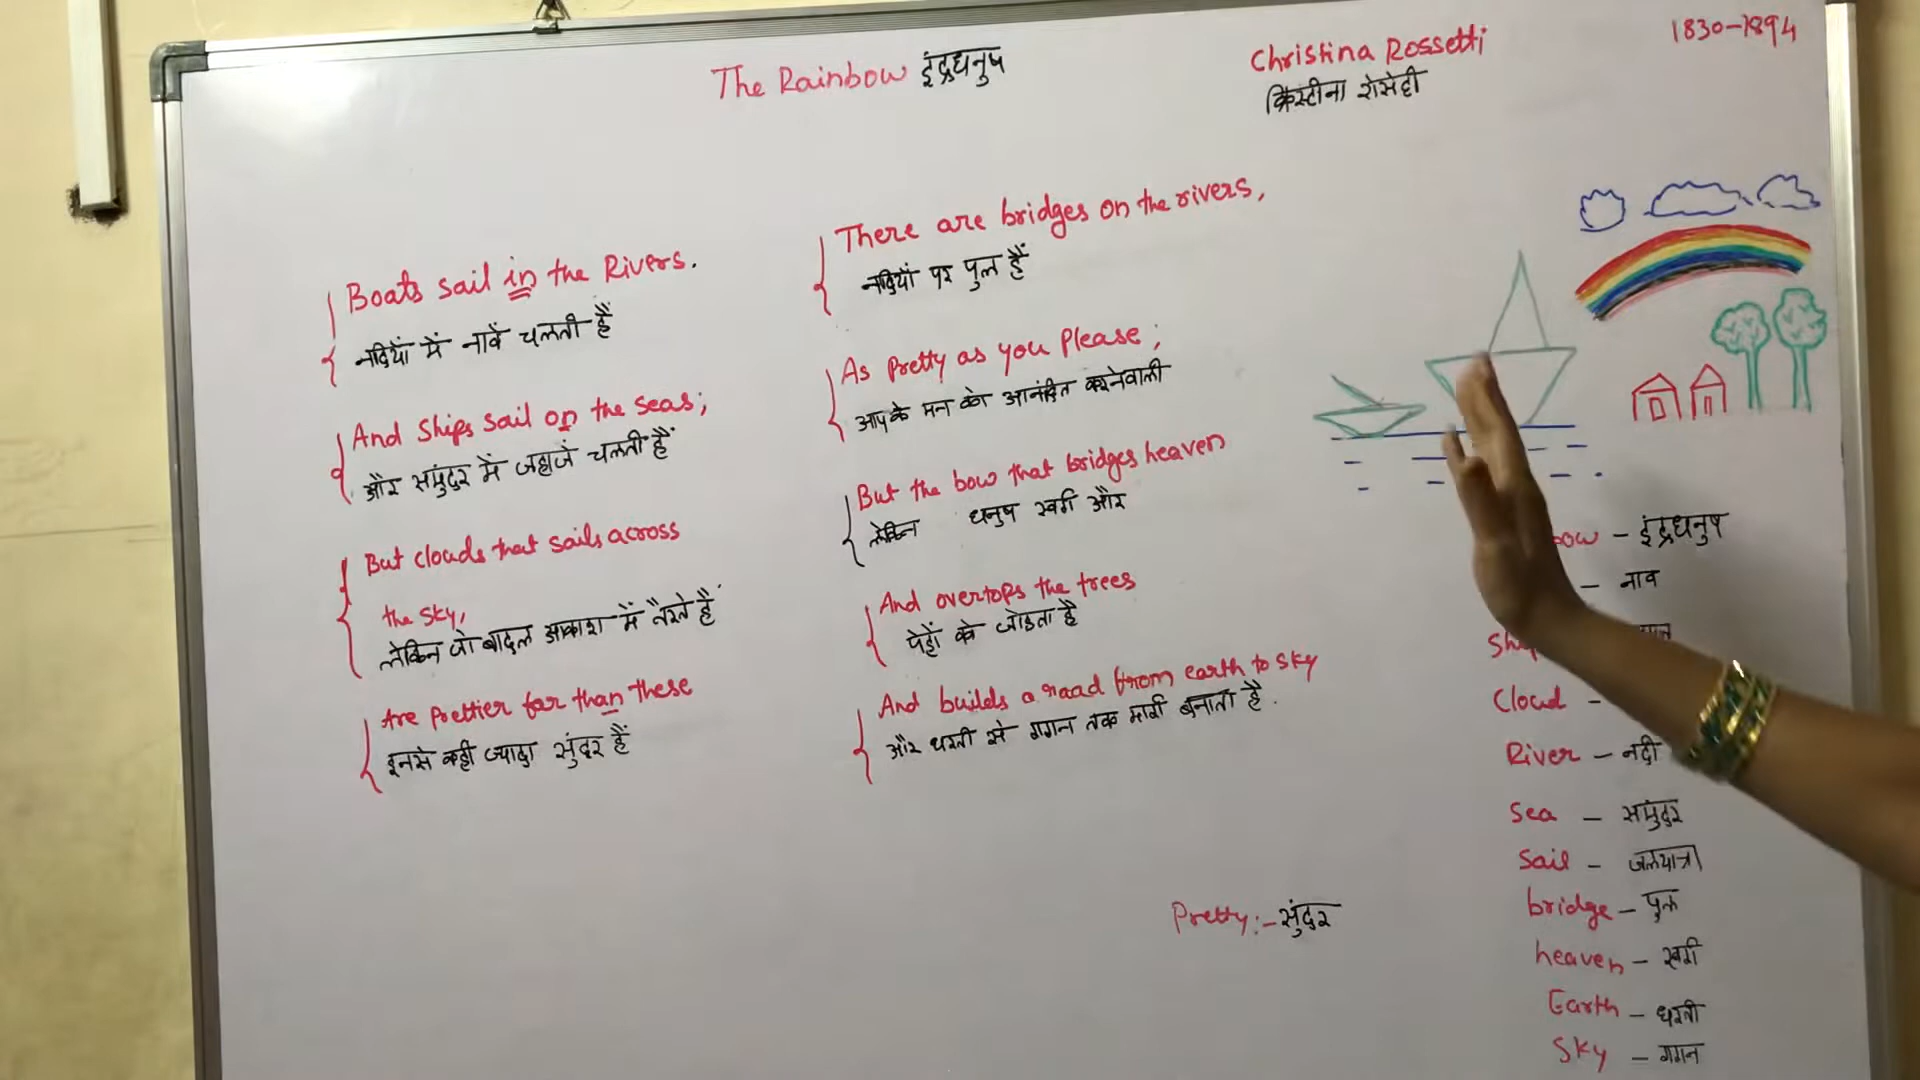 The Rainbow इंद्रधनुष
Christina Rossetti
क्रिस्टीना रोसेट्टी
1830-1894
Boats sail in the Rivers.
नदियों में नावें चलती हैं
And Ships sail on the seas;
और समुंदर में जहाजें चलती हैं
But clouds that sails across
the sky,
लेकिन जो बादल आकाश में तैरते हैं
Are prettier far than these
इनसे कही ज्यादा सुंदर हैं
There are bridges on the rivers,
नदियों पर पुल हैं
As Pretty as you Please;
आपके मन को आनंदित करनेवाली
But the bow that bridges heaven
लेकिन धनुष स्वर्ग और
And overtops the trees
पेड़ों को जोडता है
And builds a road from earth to sky
और धरती से गगन तक मार्ग बनाता है.
Pretty:- सुंदर
bow - इंद्रधनुष
- नाव
Cloud -
River - नदी
Sea - समुंदर
Sail - जलयात्रा
bridge - पुल
heaven - स्वर्ग
Earth - धरती
Sky - गगन